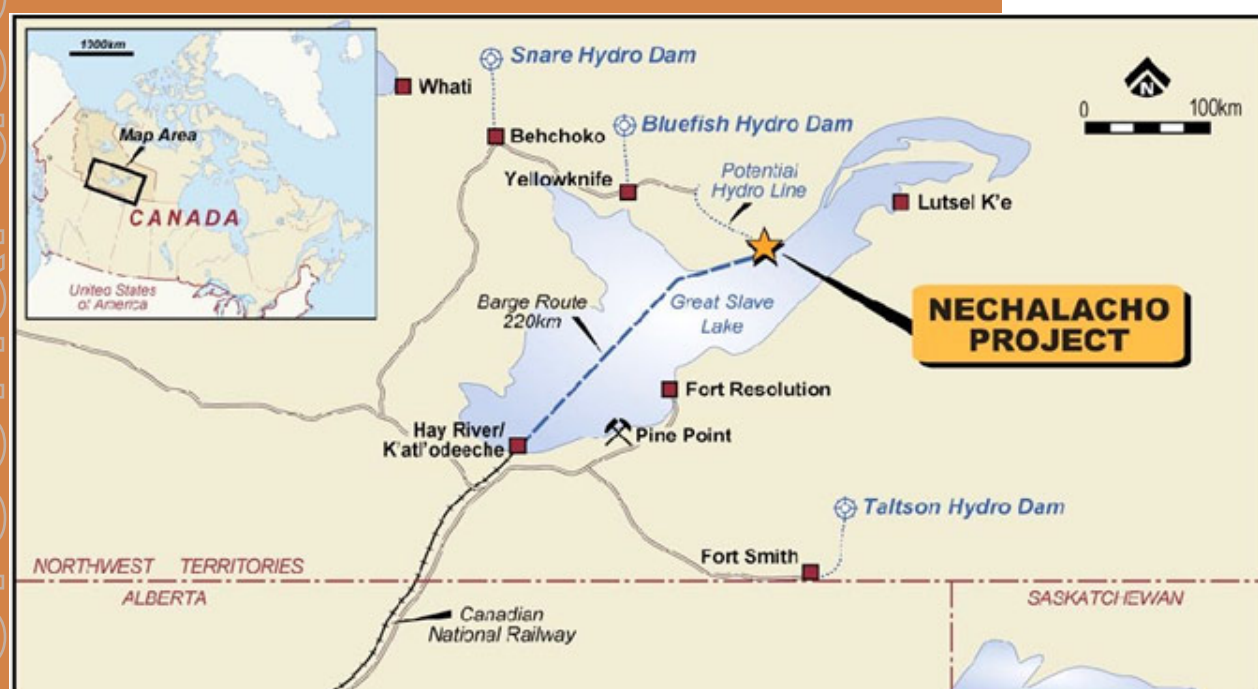 1000km
Map Area
CANADA
United States
of America
Whati
Snare Hydro Dam
Behchoko
Bluefish Hydro Dam
Yellowknife
Potential
Hydro Line
Lutsel K'e
N
0 100km
Barge Route
220km
Great Slave
Lake
NECHALACHO
PROJECT
Fort Resolution
Hay River/
K'atl'odeeche
Pine Point
Taltson Hydro Dam
Fort Smith
NORTHWEST TERRITORIES
ALBERTA
SASKATCHEWAN
Canadian
National Railway